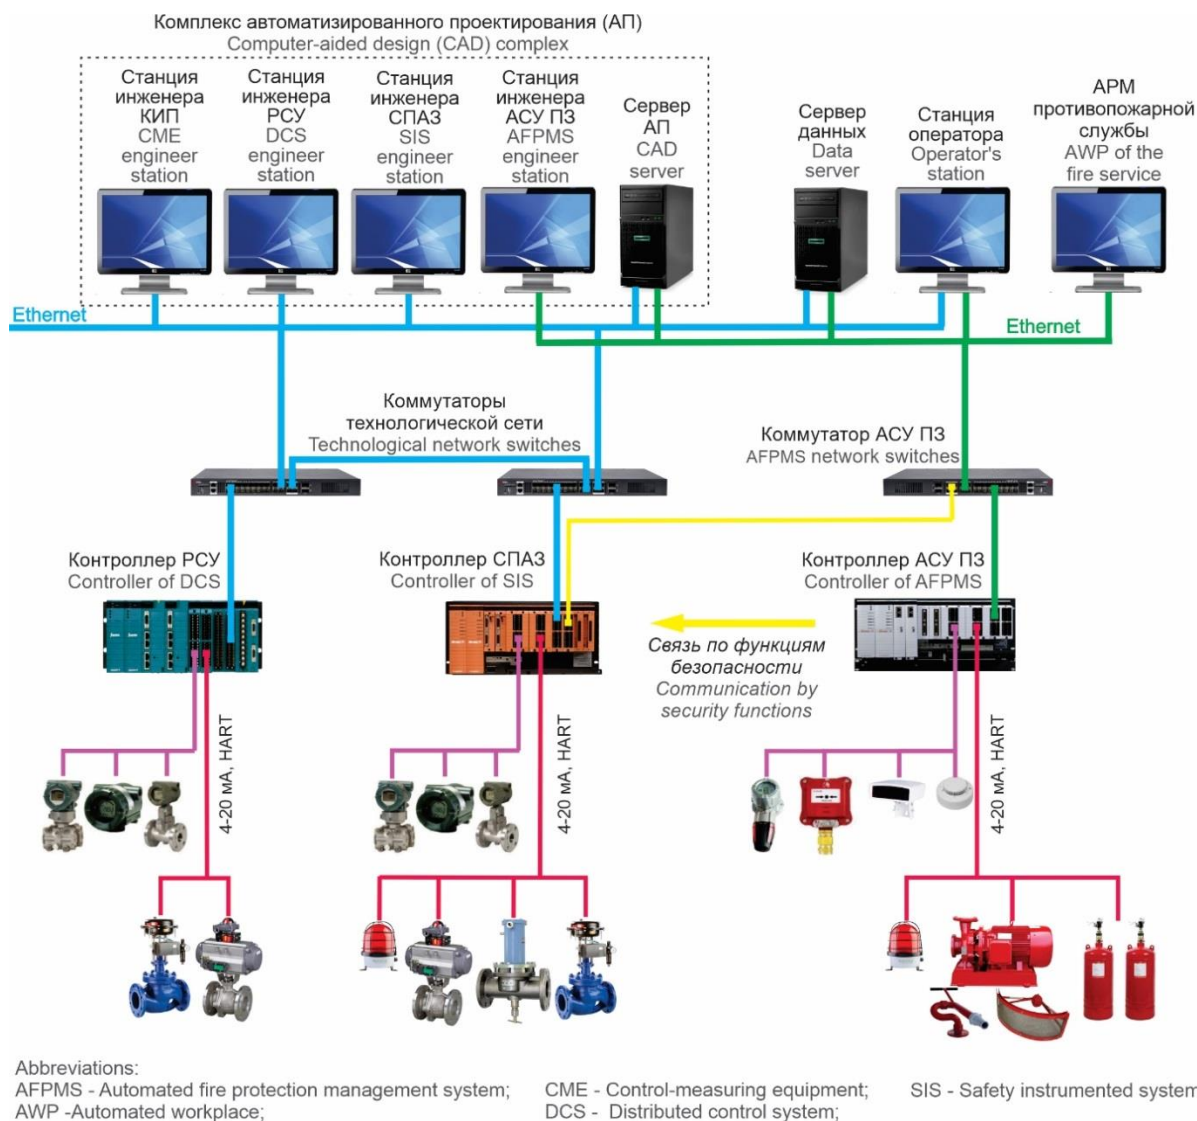 Комплекс автоматизированного проектирования (АП)
Computer-aided design (CAD) complex
Станция
инженера
КИП
CME
engineer
station
Станция
инженера
РСУ
DCS
engineer
station
Станция
инженера
СПАЗ
SIS
engineer
station
Станция
инженера
АСУ ПЗ
AFPMS
engineer
station
Сервер
АП
CAD
server
Сервер
данных
Data
server
Станция
оператора
Operator's
station
АРМ
противопожарной
службы
AWP of the
fire service
Ethernet
Ethernet
Коммутаторы
технологической сети
Technological network switches
Коммутатор АСУ ПЗ
AFPMS network switches
Контроллер РСУ
Controller of DCS
Контроллер СПАЗ
Controller of SIS
Контроллер АСУ ПЗ
Controller of AFPMS
Связь по функциям
безопасности
Communication by
security functions
4-20 мА, HART
4-20 мА, HART
4-20 мА, HART
Abbreviations:
AFPMS - Automated fire protection management system;
AWP -Automated workplace;
CME - Control-measuring equipment;
DCS - Distributed control system;
SIS - Safety instrumented system